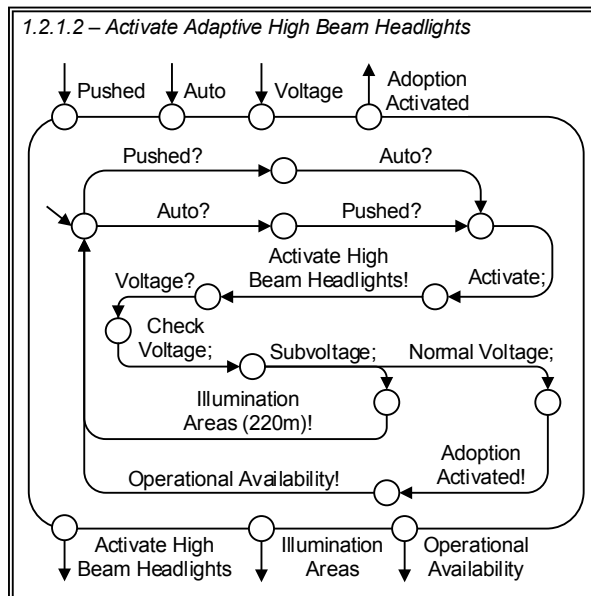 1.2.1.2 – Activate Adaptive High Beam Headlights
Pushed
Auto
Voltage
Adoption
Activated
Pushed?
Auto?
Auto?
Pushed?
Activate High
Beam Headlights!
Activate;
Voltage?
Check
Voltage;
Subvoltage;
Normal Voltage;
Illumination
Areas (220m)!
Adoption
Activated!
Operational Availability!
Activate High
Beam Headlights
Illumination
Areas
Operational
Availability